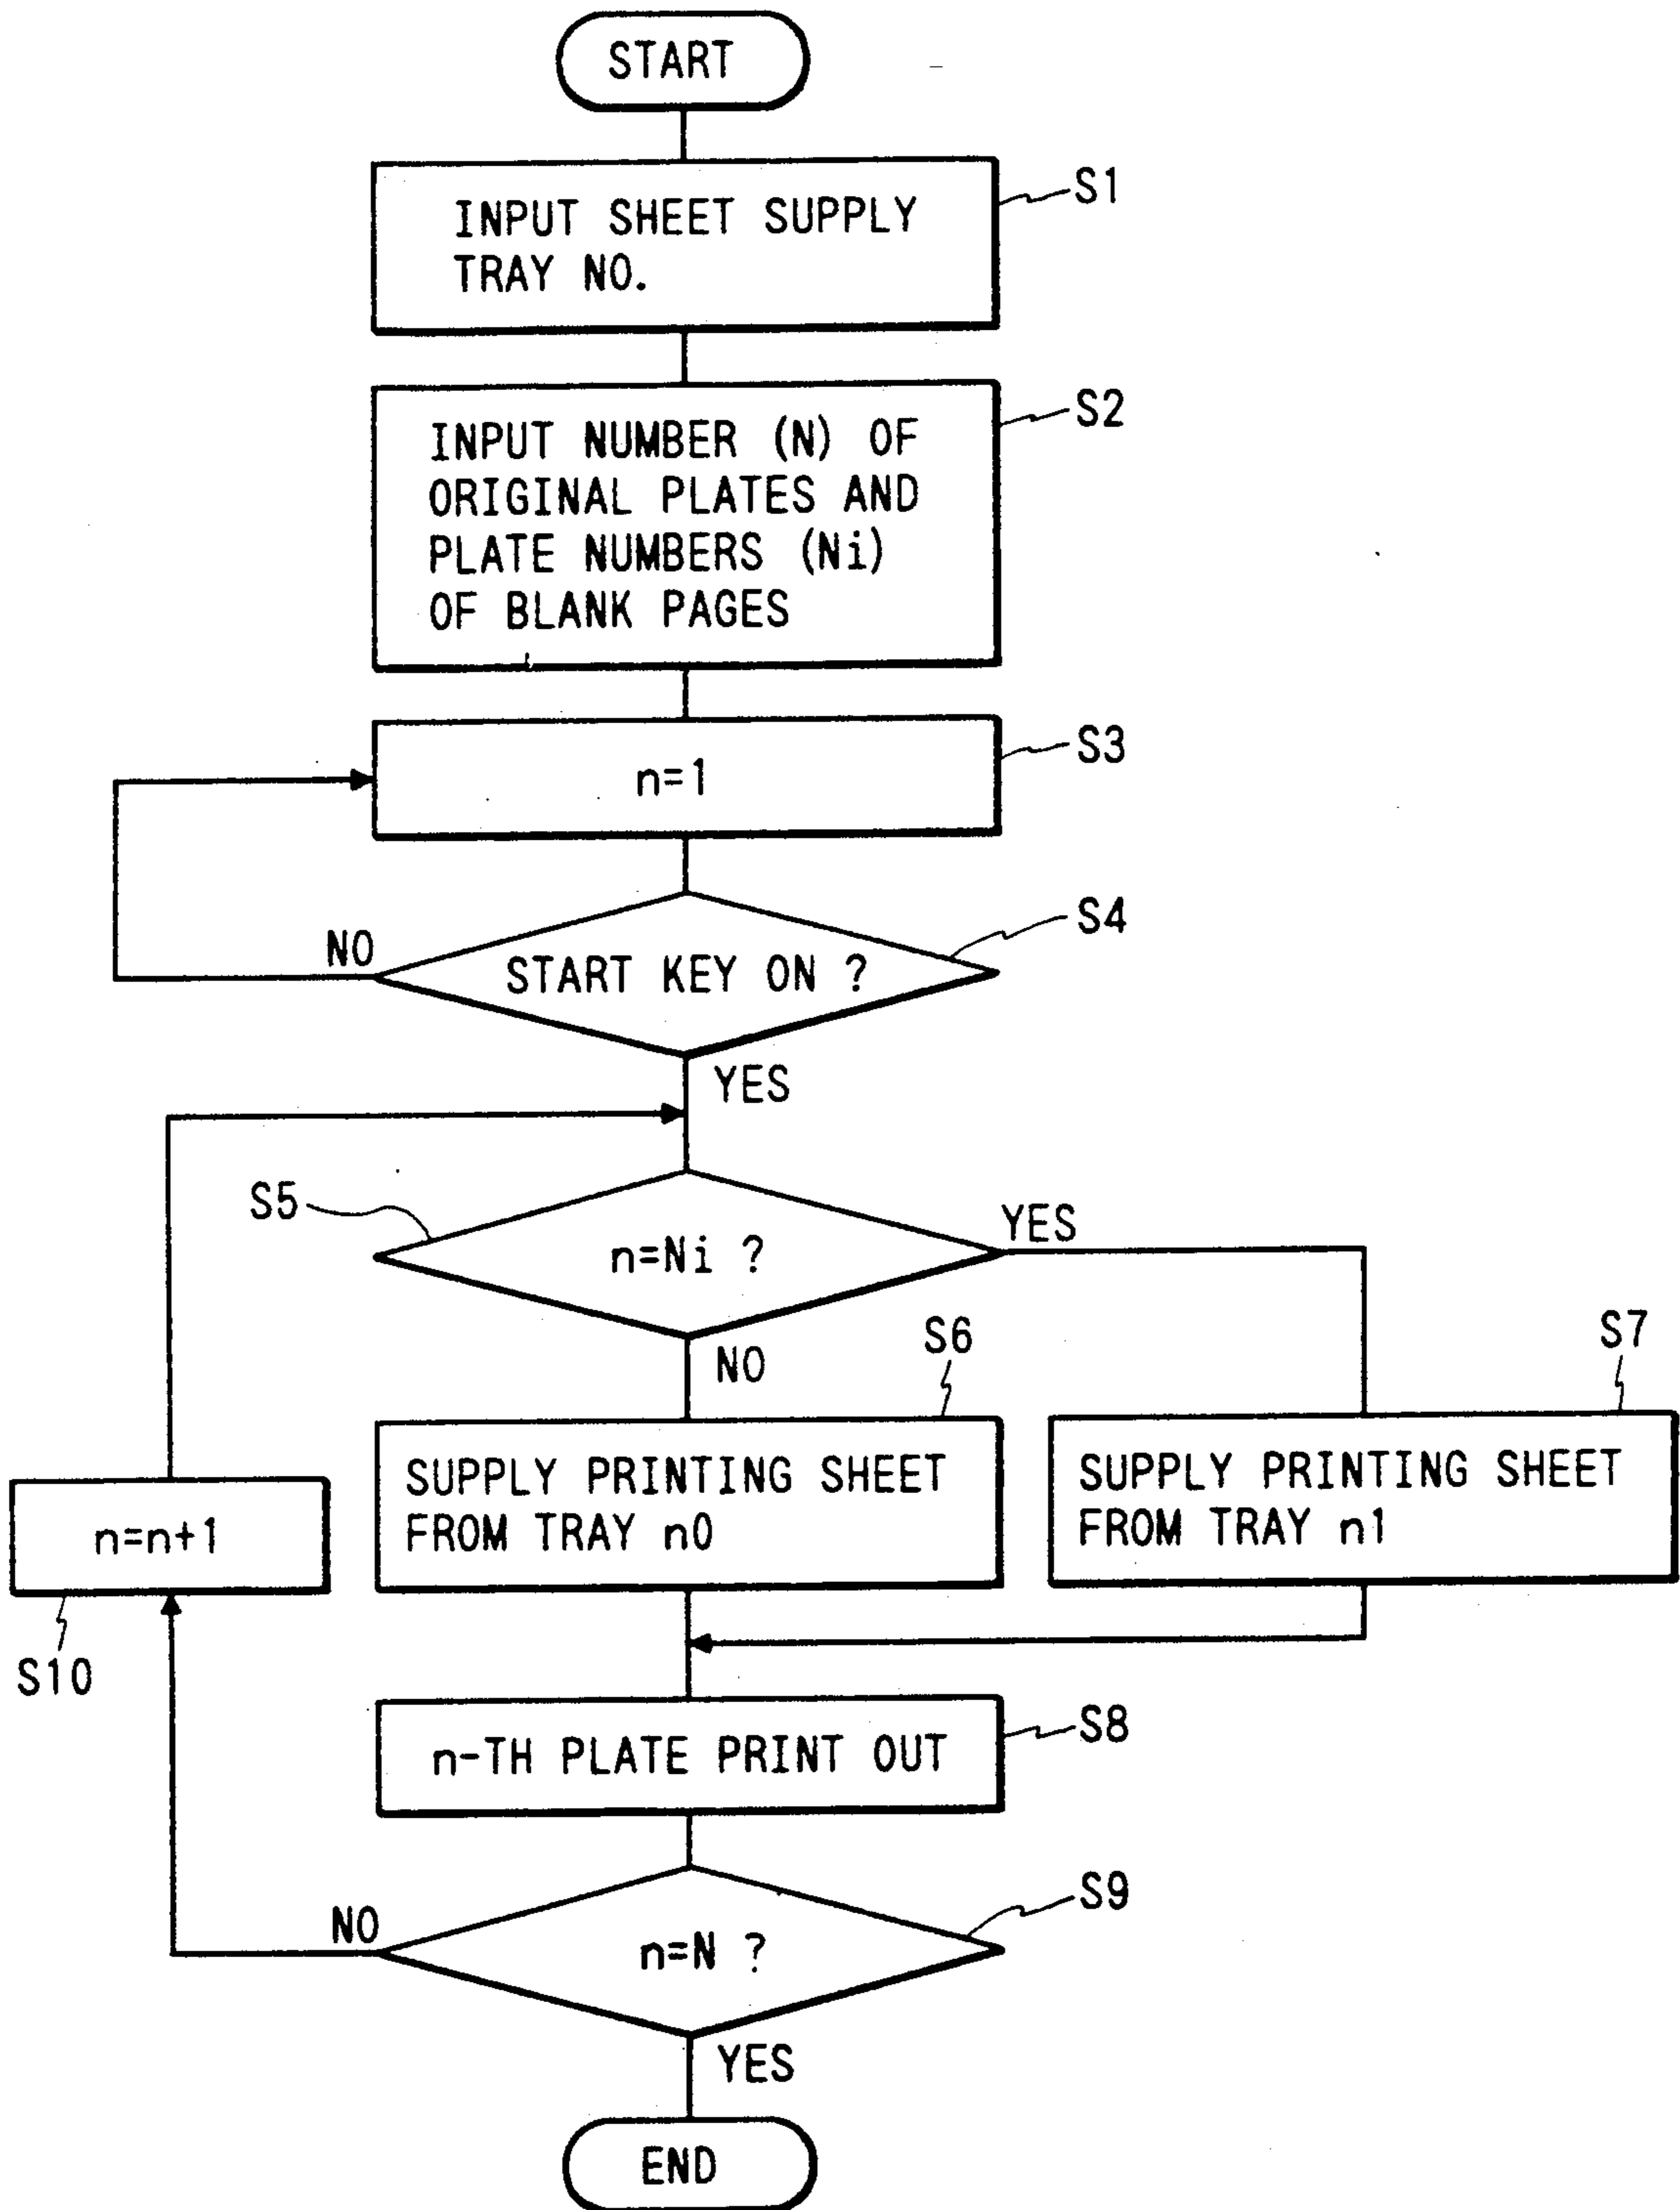 START
S1
INPUT SHEET SUPPLY
TRAY NO.
S2
INPUT NUMBER (N) OF
ORIGINAL PLATES AND
PLATE NUMBERS (Ni)
OF BLANK PAGES
S3
n=1
S4
NO
START KEY ON ?
YES
S5
n=Ni ?
YES
NO
S6
S7
SUPPLY PRINTING SHEET
FROM TRAY n0
SUPPLY PRINTING SHEET
FROM TRAY n1
n=n+1
S10
S8
n-TH PLATE PRINT OUT
S9
NO
n=N ?
YES
END